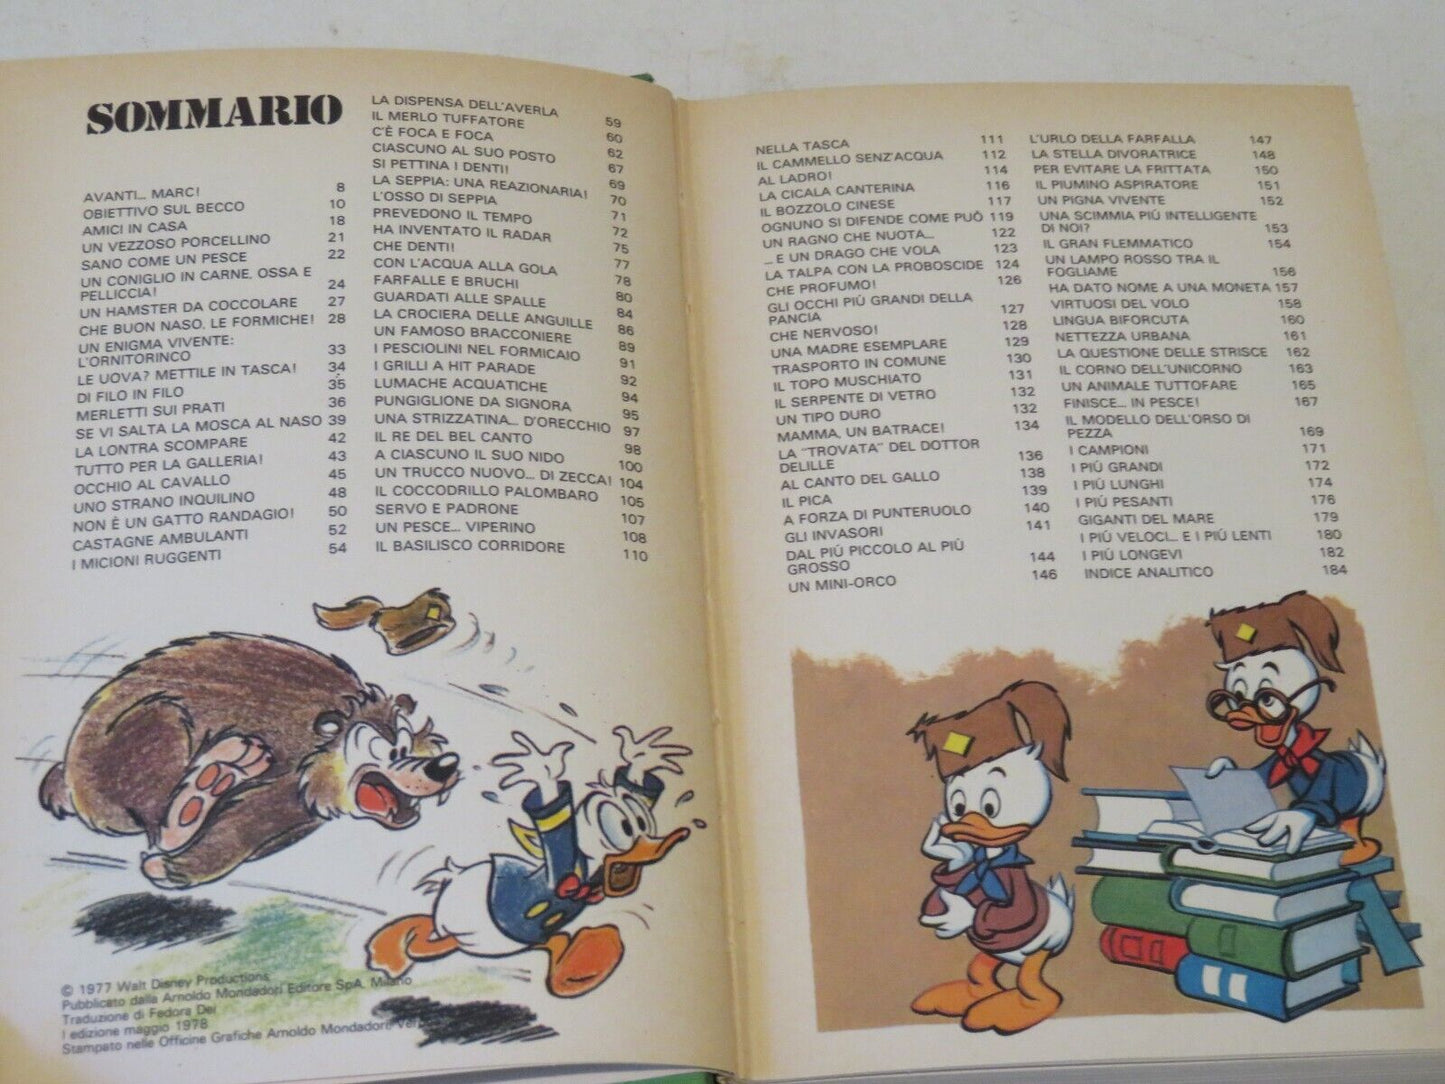 SOMMARIO
AVANTI... MARC! 8
OBIETTIVO SUL BECCO 10
AMICI IN CASA 18
UN VEZZOSO PORCELLINO 21
SANO COME UN PESCE 22
UN CONIGLIO IN CARNE, OSSA E
PELLICCIA! 24
UN HAMSTER DA COCCOLARE 27
CHE BUON NASO, LE FORMICHE! 28
UN ENIGMA VIVENTE:
L'ORNITORINCO 33
LE UOVA? METTILE IN TASCA! 34
DI FILO IN FILO 35
MERLETTI SUI PRATI 36
SE VI SALTA LA MOSCA AL NASO 39
LA LONTRA SCOMPARE 42
TUTTO PER LA GALLERIA! 43
OCCHIO AL CAVALLO 45
UNO STRANO INQUILINO 48
NON È UN GATTO RANDAGIO! 50
CASTAGNE AMBULANTI 52
I MICIONI RUGGENTI 54
LA DISPENSA DELL'AVERLA 59
IL MERLO TUFFATORE 60
C'È FOCA E FOCA 62
CIASCUNO AL SUO POSTO 67
SI PETTINA I DENTI! 69
LA SEPPIA: UNA REAZIONARIA! 70
L'OSSO DI SEPPIA 71
PREVEDONO IL TEMPO 72
HA INVENTATO IL RADAR 75
CHE DENTI! 77
CON L'ACQUA ALLA GOLA 78
FARFALLE E BRUCHI 80
GUARDATI ALLE SPALLE 84
LA CROCIERA DELLE ANGUILLE 86
UN FAMOSO BRACCONIERE 89
I PESCIOLINI NEL FORMICAIO 91
I GRILLI A HIT PARADE 92
LUMACHE ACQUATICHE 94
PUNGIGLIONE DA SIGNORA 95
UNA STRIZZATINA... D'ORECCHIO 97
IL RE DEL BEL CANTO 98
A CIASCUNO IL SUO NIDO 100
UN TRUCCO NUOVO... DI ZECCA! 104
IL COCCODRILLO PALOMBARO 105
SERVO E PADRONE 107
UN PESCE... VIPERINO 108
IL BASILISCO CORRIDORE 110
© 1977 Walt Disney Productions
Pubblicato dalla Arnoldo Mondadori Editore SpA, Milano
Traduzione di Fedora Dei
I edizione maggio 1978
Stampato nelle Officine Grafiche Arnoldo Mondadori
NELLA TASCA 111
IL CAMMELLO SENZ'ACQUA 112
AL LADRO! 114
LA CICALA CANTERINA 116
IL BOZZOLO CINESE 117
OGNUNO SI DIFENDE COME PUÒ 119
UN RAGNO CHE NUOTA... 122
... E UN DRAGO CHE VOLA 123
LA TALPA CON LA PROBOSCIDE 124
CHE PROFUMO! 126
GLI OCCHI PIÙ GRANDI DELLA
PANCIA 127
CHE NERVOSO! 128
UNA MADRE ESEMPLARE 129
TRASPORTO IN COMUNE 130
IL TOPO MUSCHIATO 131
IL SERPENTE DI VETRO 132
UN TIPO DURO 132
MAMMA, UN BATRACE! 134
LA "TROVATA" DEL DOTTOR
DELILLE 136
AL CANTO DEL GALLO 138
IL PICA 139
A FORZA DI PUNTERUOLO 140
GLI INVASORI 141
DAL PIÙ PICCOLO AL PIÙ
GROSSO 144
UN MINI-ORCO 146
L'URLO DELLA FARFALLA 147
LA STELLA DIVORATRICE 148
PER EVITARE LA FRITTATA 150
IL PIUMINO ASPIRATORE 151
UN PIGNA VIVENTE 152
UNA SCIMMIA PIÙ INTELLIGENTE
DI NOI? 153
IL GRAN FLEMMATICO 154
UN LAMPO ROSSO TRA IL
FOGLIAME 156
HA DATO NOME A UNA MONETA 157
VIRTUOSI DEL VOLO 158
LINGUA BIFORCUTA 160
NETTEZZA URBANA 161
LA QUESTIONE DELLE STRISCE 162
IL CORNO DELL'UNICORNO 163
UN ANIMALE TUTTOFARE 165
FINISCE... IN PESCE! 167
IL MODELLO DELL'ORSO DI
PEZZA 169
I CAMPIONI 171
I PIÙ GRANDI 172
I PIÙ LUNGHI 174
I PIÙ PESANTI 176
GIGANTI DEL MARE 179
I PIÙ VELOCI... E I PIÙ LENTI 180
I PIÙ LONGEVI 182
INDICE ANALITICO 184